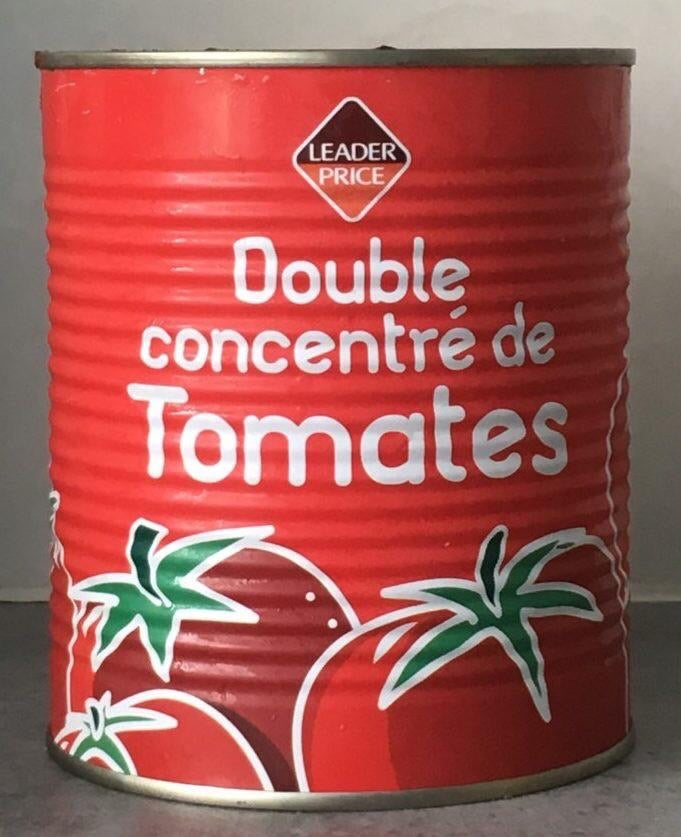 LEADER
PRICE
Double
concentré de
Tomates